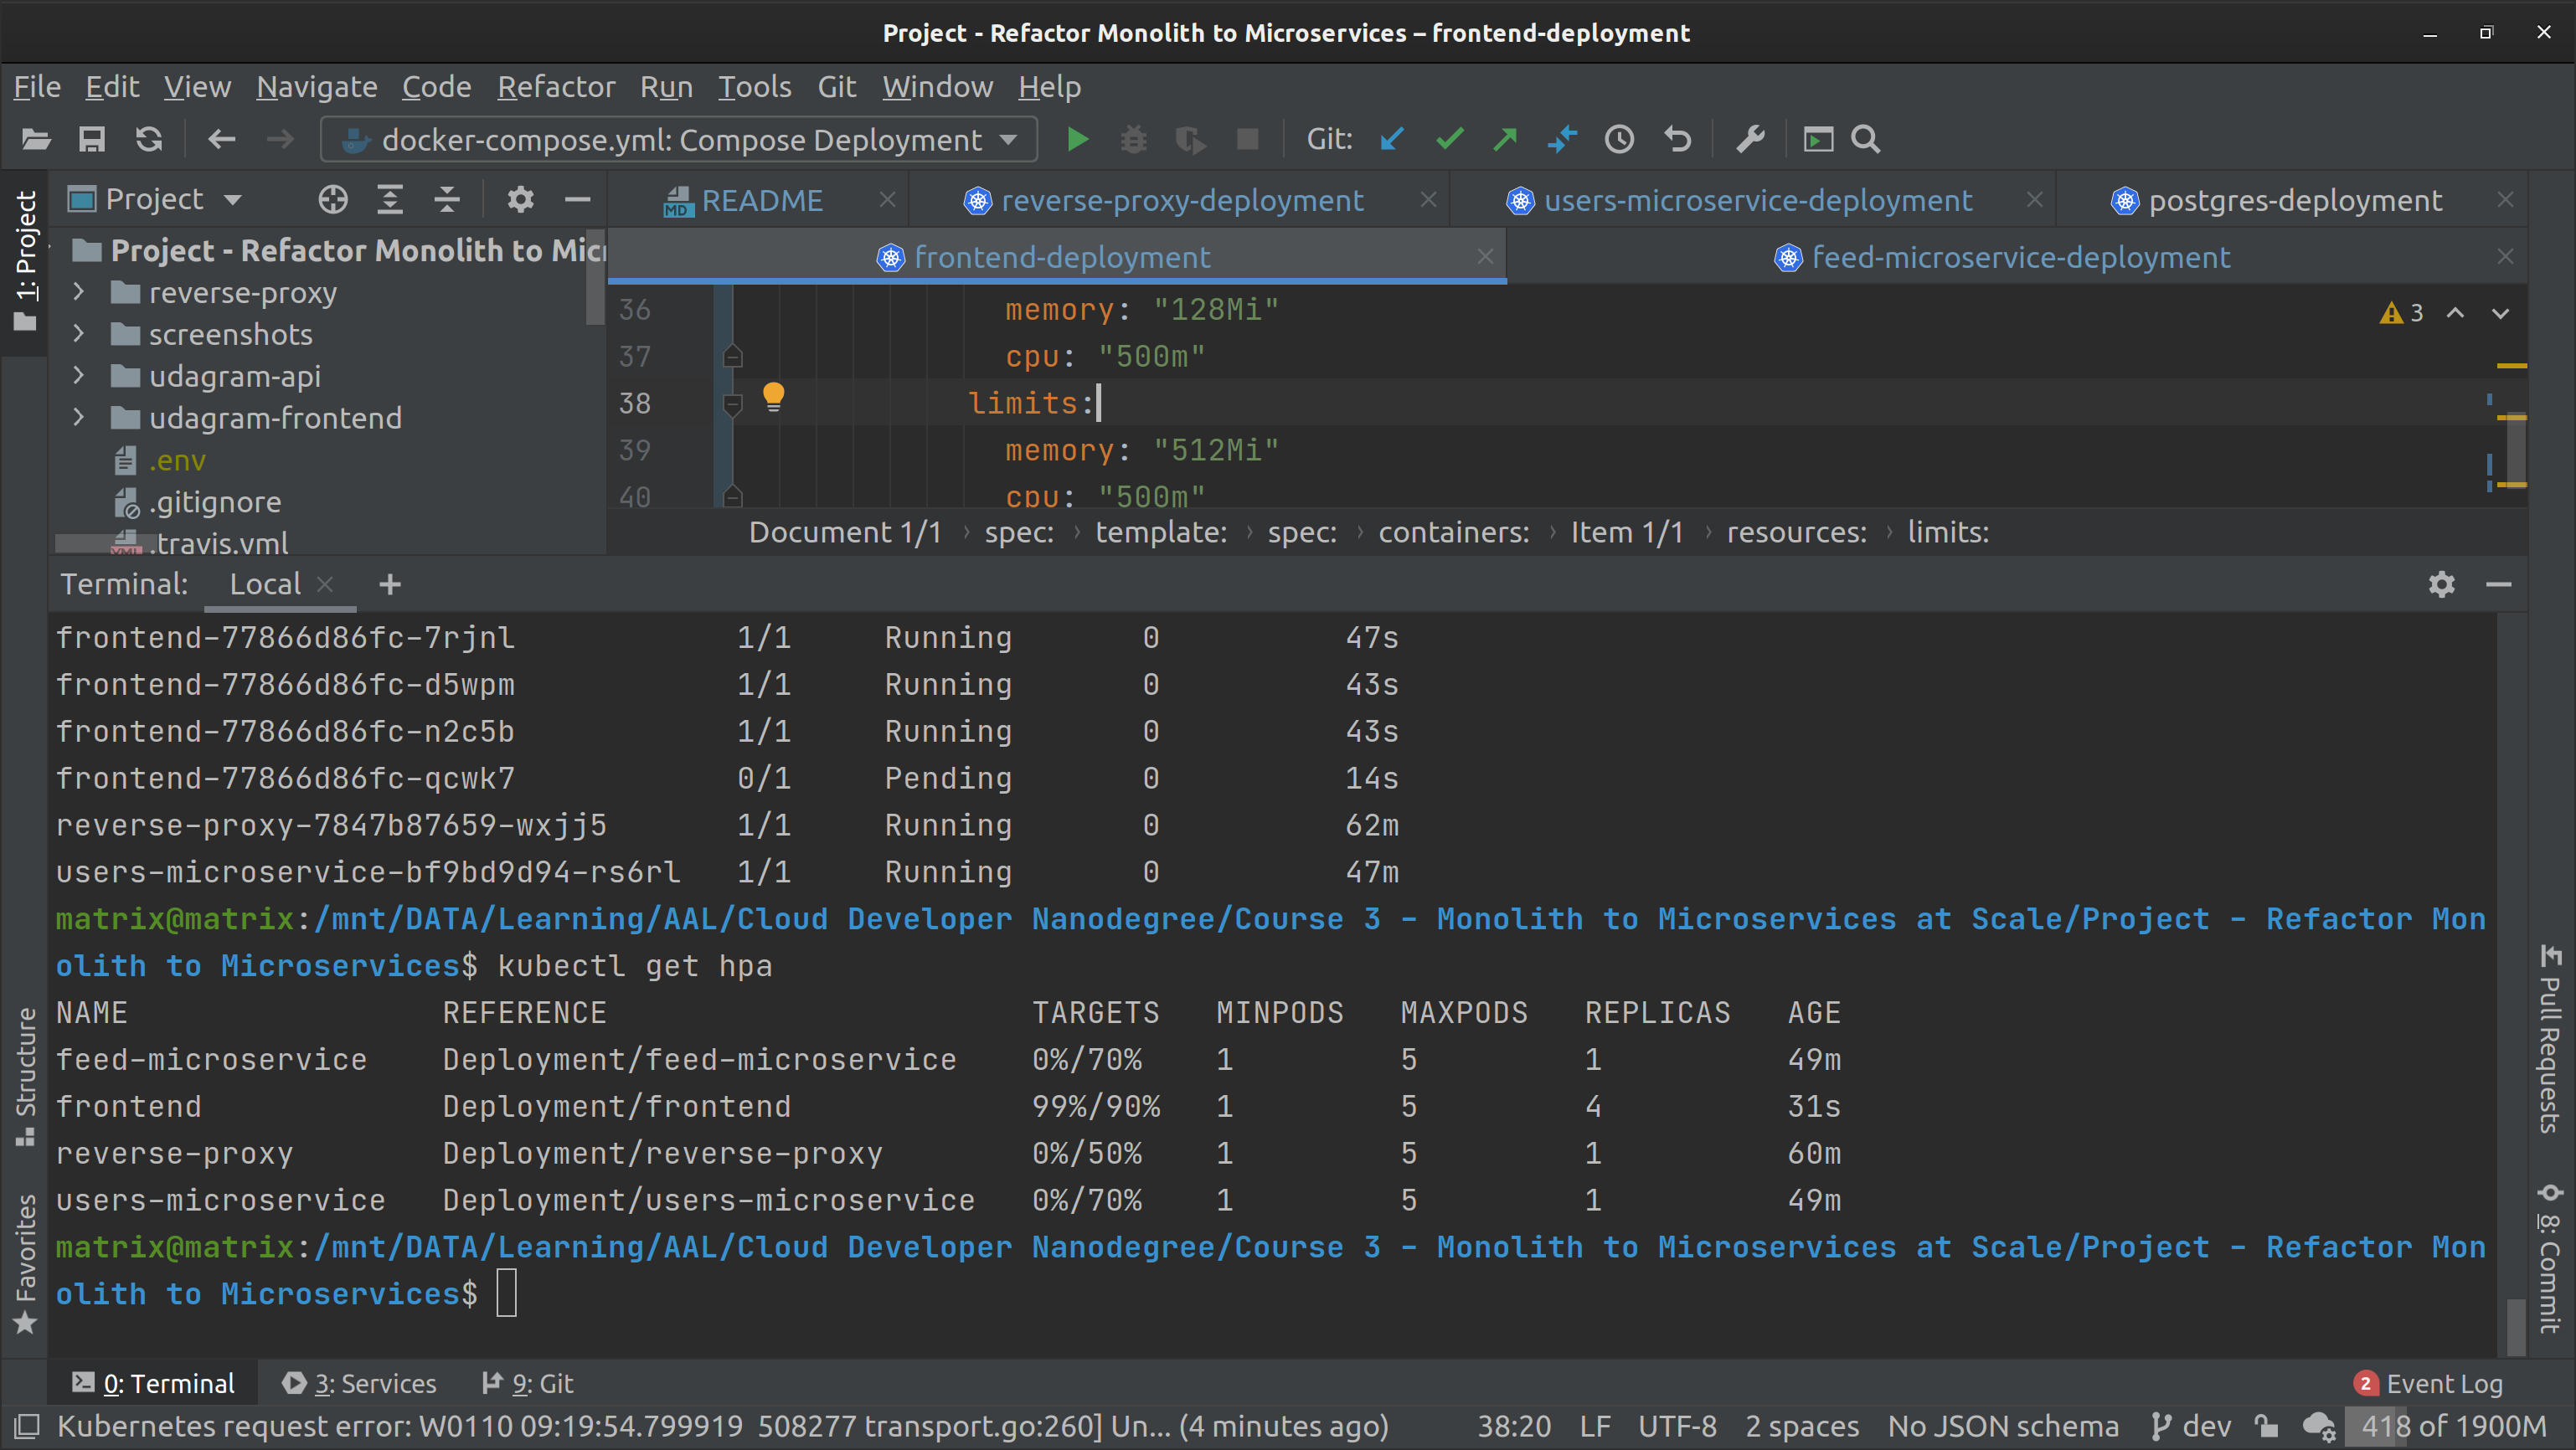 Project - Refactor Monolith to Microservices – frontend-deployment
File Edit View Navigate Code Refactor Run Tools Git Window Help
docker-compose.yml: Compose Deployment Git:
1: Project
Project
README
reverse-proxy-deployment
users-microservice-deployment
postgres-deployment
frontend-deployment
feed-microservice-deployment
Project - Refactor Monolith to Mic
reverse-proxy
screenshots
udagram-api
udagram-frontend
.env
.gitignore
.travis.yml
36 memory: "128Mi"
37 cpu: "500m"
38 limits:
39 memory: "512Mi"
40 cpu: "500m"
3
Document 1/1 › spec: › template: › spec: › containers: › Item 1/1 › resources: › limits:
Terminal: Local
frontend-77866d86fc-7rjnl 1/1 Running 0 47s
frontend-77866d86fc-d5wpm 1/1 Running 0 43s
frontend-77866d86fc-n2c5b 1/1 Running 0 43s
frontend-77866d86fc-qcwk7 0/1 Pending 0 14s
reverse-proxy-7847b87659-wxjj5 1/1 Running 0 62m
users-microservice-bf9bd9d94-rs6rl 1/1 Running 0 47m
matrix@matrix:/mnt/DATA/Learning/AAL/Cloud Developer Nanodegree/Course 3 - Monolith to Microservices at Scale/Project - Refactor Mon
olith to Microservices$ kubectl get hpa
NAME REFERENCE TARGETS MINPODS MAXPODS REPLICAS AGE
feed-microservice Deployment/feed-microservice 0%/70% 1 5 1 49m
frontend Deployment/frontend 99%/90% 1 5 4 31s
reverse-proxy Deployment/reverse-proxy 0%/50% 1 5 1 60m
users-microservice Deployment/users-microservice 0%/70% 1 5 1 49m
matrix@matrix:/mnt/DATA/Learning/AAL/Cloud Developer Nanodegree/Course 3 - Monolith to Microservices at Scale/Project - Refactor Mon
olith to Microservices$
Structure
Favorites
Pull Requests
8: Commit
0: Terminal 3: Services 9: Git 2 Event Log
Kubernetes request error: W0110 09:19:54.799919 508277 transport.go:260] Un... (4 minutes ago) 38:20 LF UTF-8 2 spaces No JSON schema dev 418 of 1900M